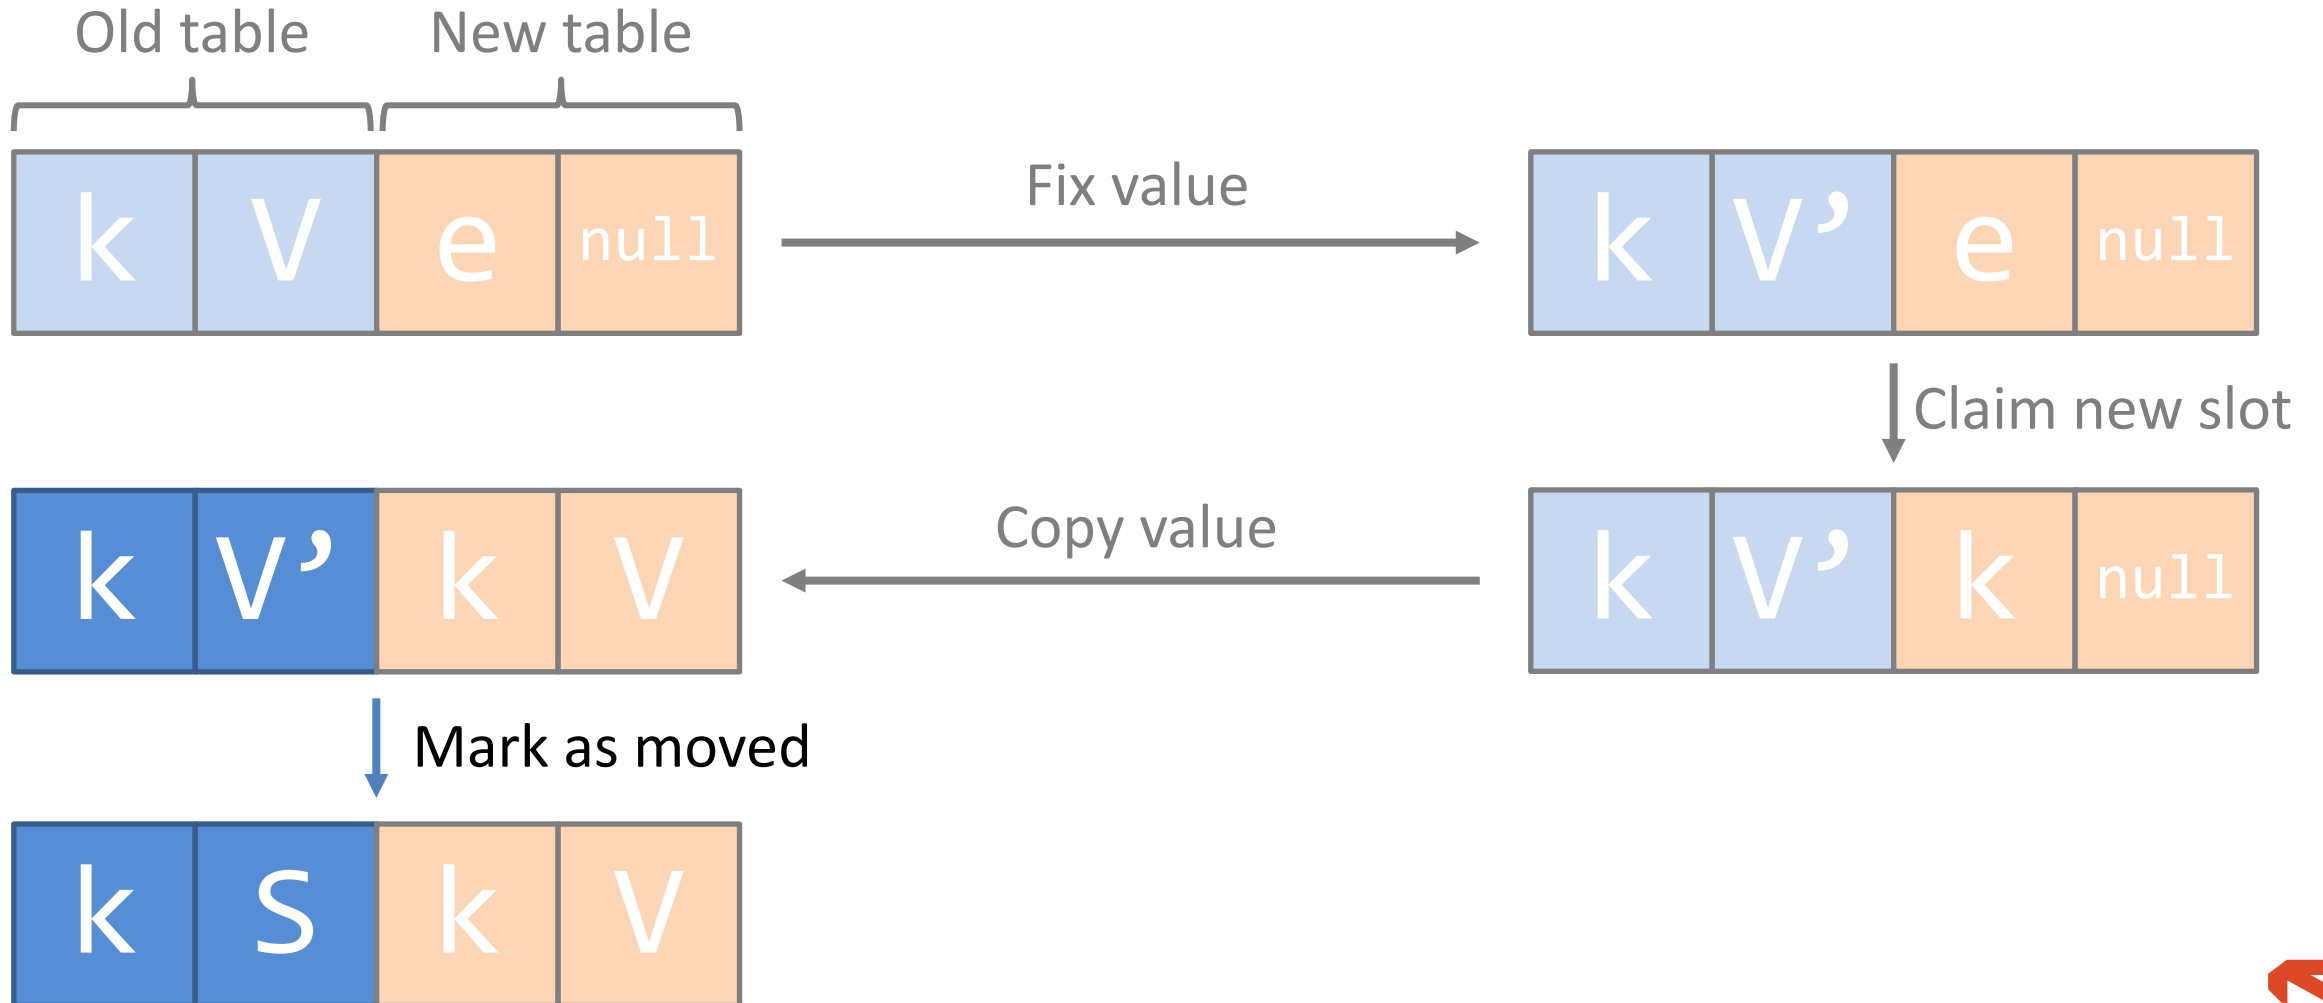 Old table New table
k V e null
Fix value
k V’ e null
Claim new slot
k V’ k null
Copy value
k V’ k V
Mark as moved
k S k V